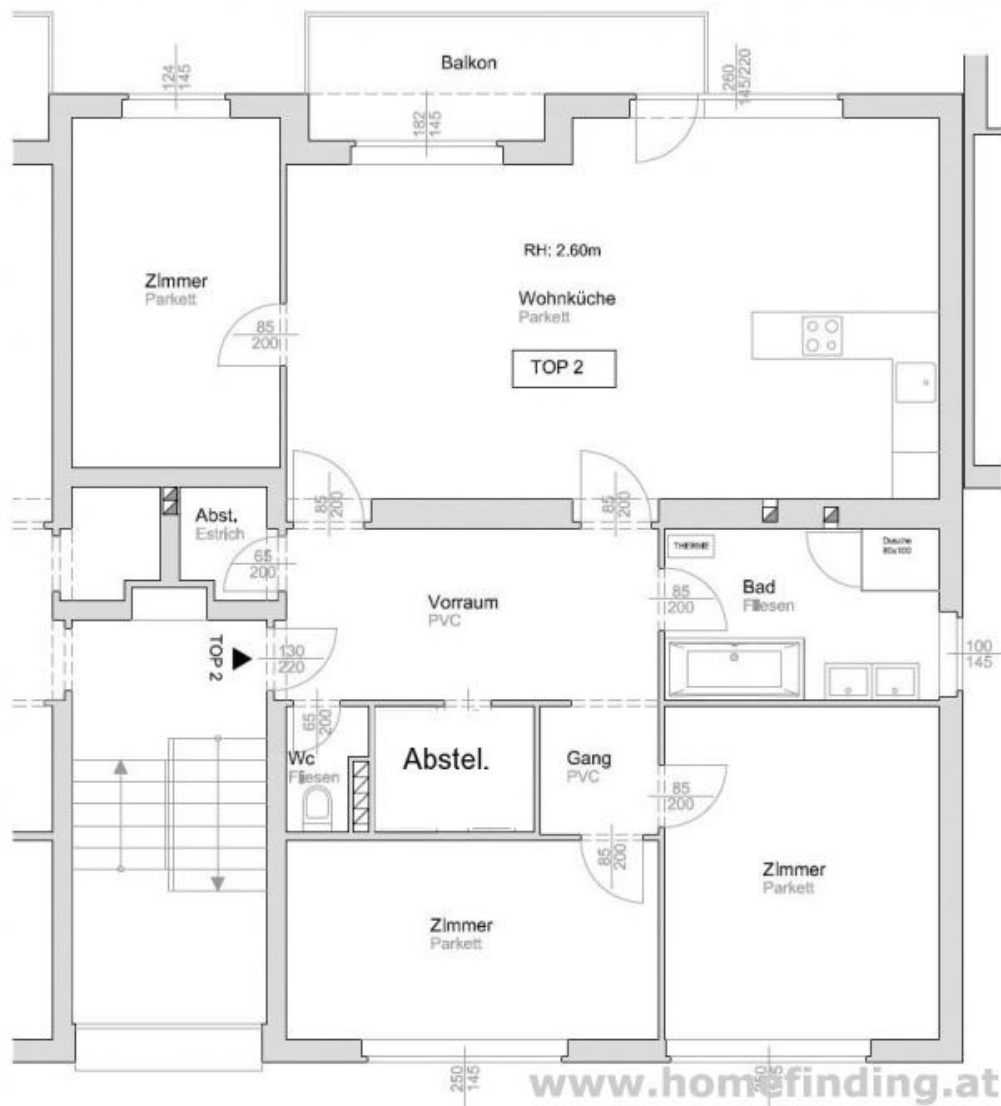 Balkon
124
145
182
145
260
145/220
RH: 2.60m
Zimmer
Parkett
Wohnküche
Parkett
85
200
TOP 2
Abst.
Estrich
85
200
85
200
65
200
THERME
Dusche
80x100
Bad
Fliesen
Vorraum
PVC
85
200
TOP 2
130
220
100
145
65
200
Wc
Fliesen
Abstel.
Gang
PVC
85
200
85
200
Zimmer
Parkett
Zimmer
Parkett
250
145
250
145
www.homefinding.at